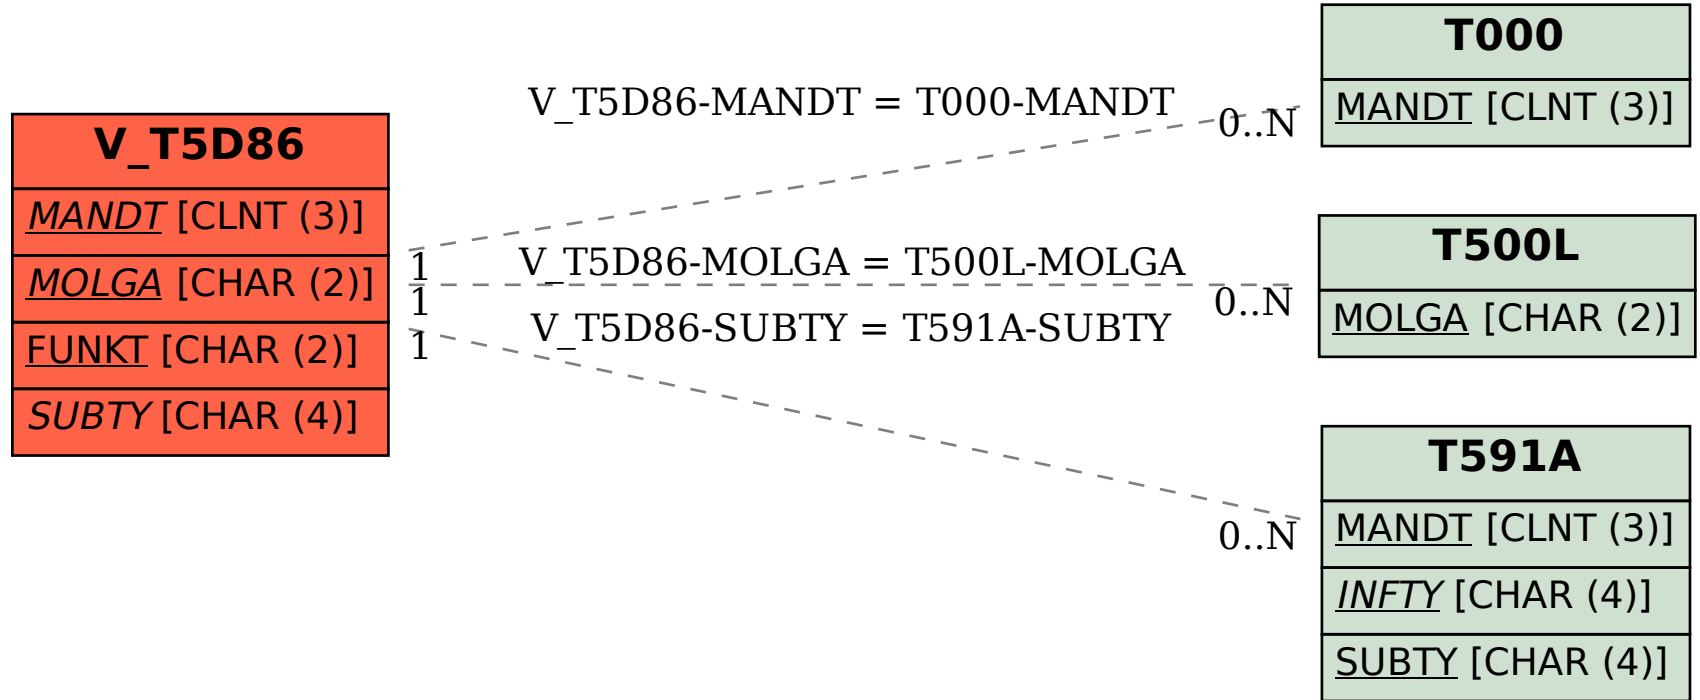 V_T5D86
MANDT [CLNT (3)]
MOLGA [CHAR (2)]
FUNKT [CHAR (2)]
SUBTY [CHAR (4)]
V_T5D86-MANDT = T000-MANDT
0..N
1
V_T5D86-MOLGA = T500L-MOLGA
0..N
1
V_T5D86-SUBTY = T591A-SUBTY
0..N
1
T000
MANDT [CLNT (3)]
T500L
MOLGA [CHAR (2)]
T591A
MANDT [CLNT (3)]
INFTY [CHAR (4)]
SUBTY [CHAR (4)]